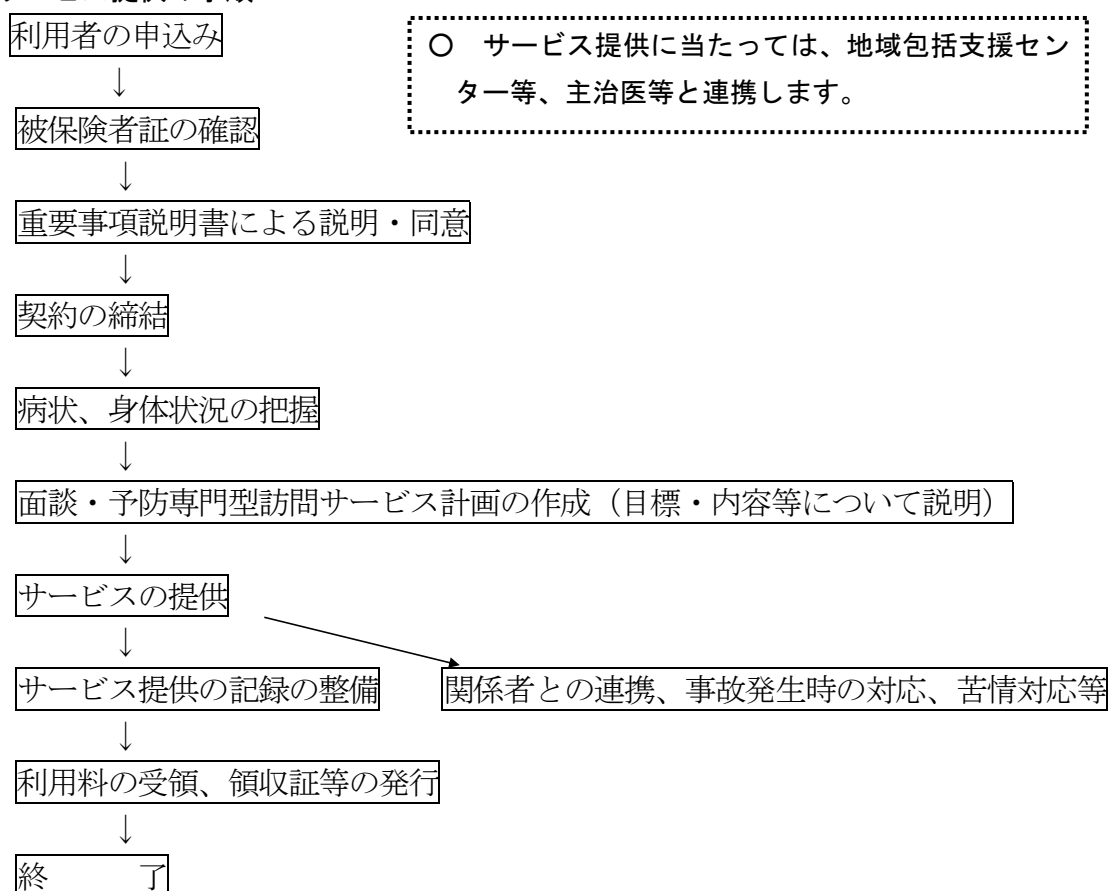 利用者の申込み
○　サービス提供に当たっては、地域包括支援セン
ター等、主治医等と連携します。
↓
被保険者証の確認
↓
重要事項説明書による説明・同意
↓
契約の締結
↓
病状、身体状況の把握
↓
面談・予防専門型訪問サービス計画の作成（目標・内容等について説明）
↓
サービスの提供
↓
サービス提供の記録の整備
関係者との連携、事故発生時の対応、苦情対応等
↓
利用料の受領、領収証等の発行
↓
終　　　了